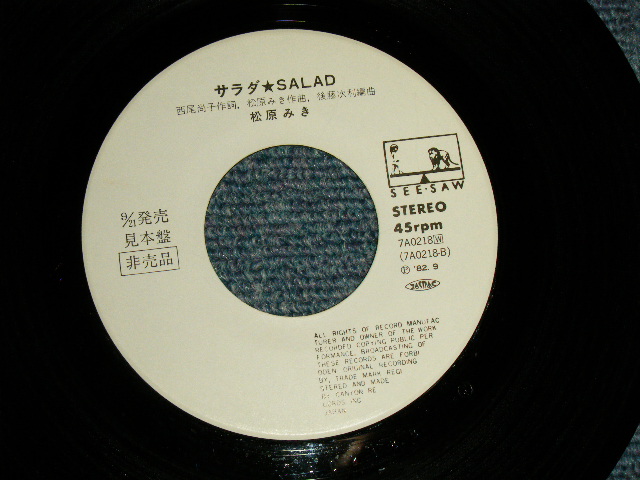 サラダ★SALAD
西尾尚子作詞, 松原みき作曲, 後藤次利編曲
松原みき
SEE・SAW
STEREO
45rpm
7A0218Ⓦ
(7A0218-B)
Ⓟ '82. 9
JASRAC
9/21発売
見本盤
非売品
ALL RIGHTS OF RECORD MANUFAC
TURER AND OWNER OF THE WORK
RECORDED COPYING PUBLIC PER
FORMANCE, BROADCASTING OF
THESE RECORDS ARE FORBI
DDEN ORIGINAL RECORDING
BY, TRADE MARK REGI
STERED AND MADE
BY CANYON RE
CORDS INC
JAPAN